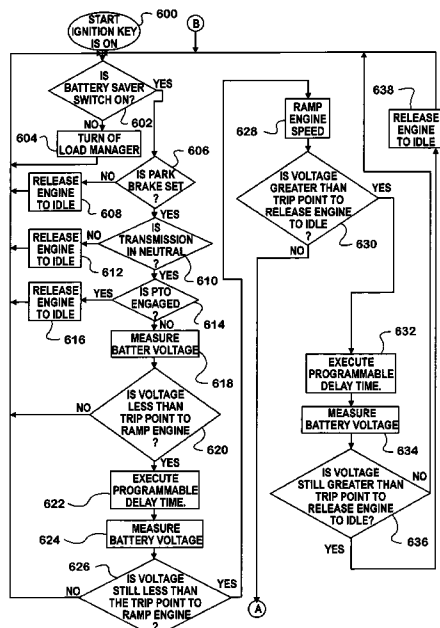 START
IGNITION KEY
IS ON
600
B
IS
BATTERY SAVER
SWITCH ON?
YES
602
NO
604
TURN OF
LOAD MANAGER
606
IS PARK
BRAKE SET
?
NO
RELEASE
ENGINE
TO IDLE
608
YES
IS
TRANSMISSION
IN NEUTRAL
?
NO
RELEASE
ENGINE
TO IDLE
612
610
YES
IS PTO
ENGAGED
?
YES
RELEASE
ENGINE
TO IDLE
616
614
NO
MEASURE
BATTER VOLTAGE
618
IS VOLTAGE
LESS THAN
TRIP POINT TO
RAMP ENGINE
?
NO
620
YES
622
EXECUTE
PROGRAMMABLE
DELAY TIME.
624
MEASURE
BATTERY VOLTAGE
626
IS VOLTAGE
STILL LESS THAN
THE TRIP POINT TO
RAMP ENGINE
?
NO
YES
628
RAMP
ENGINE
SPEED
IS VOLTAGE
GREATER THAN
TRIP POINT TO
RELEASE ENGINE
TO IDLE
?
YES
630
NO
A
632
EXECUTE
PROGRAMMABLE
DELAY TIME.
MEASURE
BATTERY VOLTAGE
634
IS VOLTAGE
STILL GREATER THAN
TRIP POINT TO
RELEASE ENGINE
TO IDLE?
NO
636
YES
638
RELEASE
ENGINE
TO IDLE